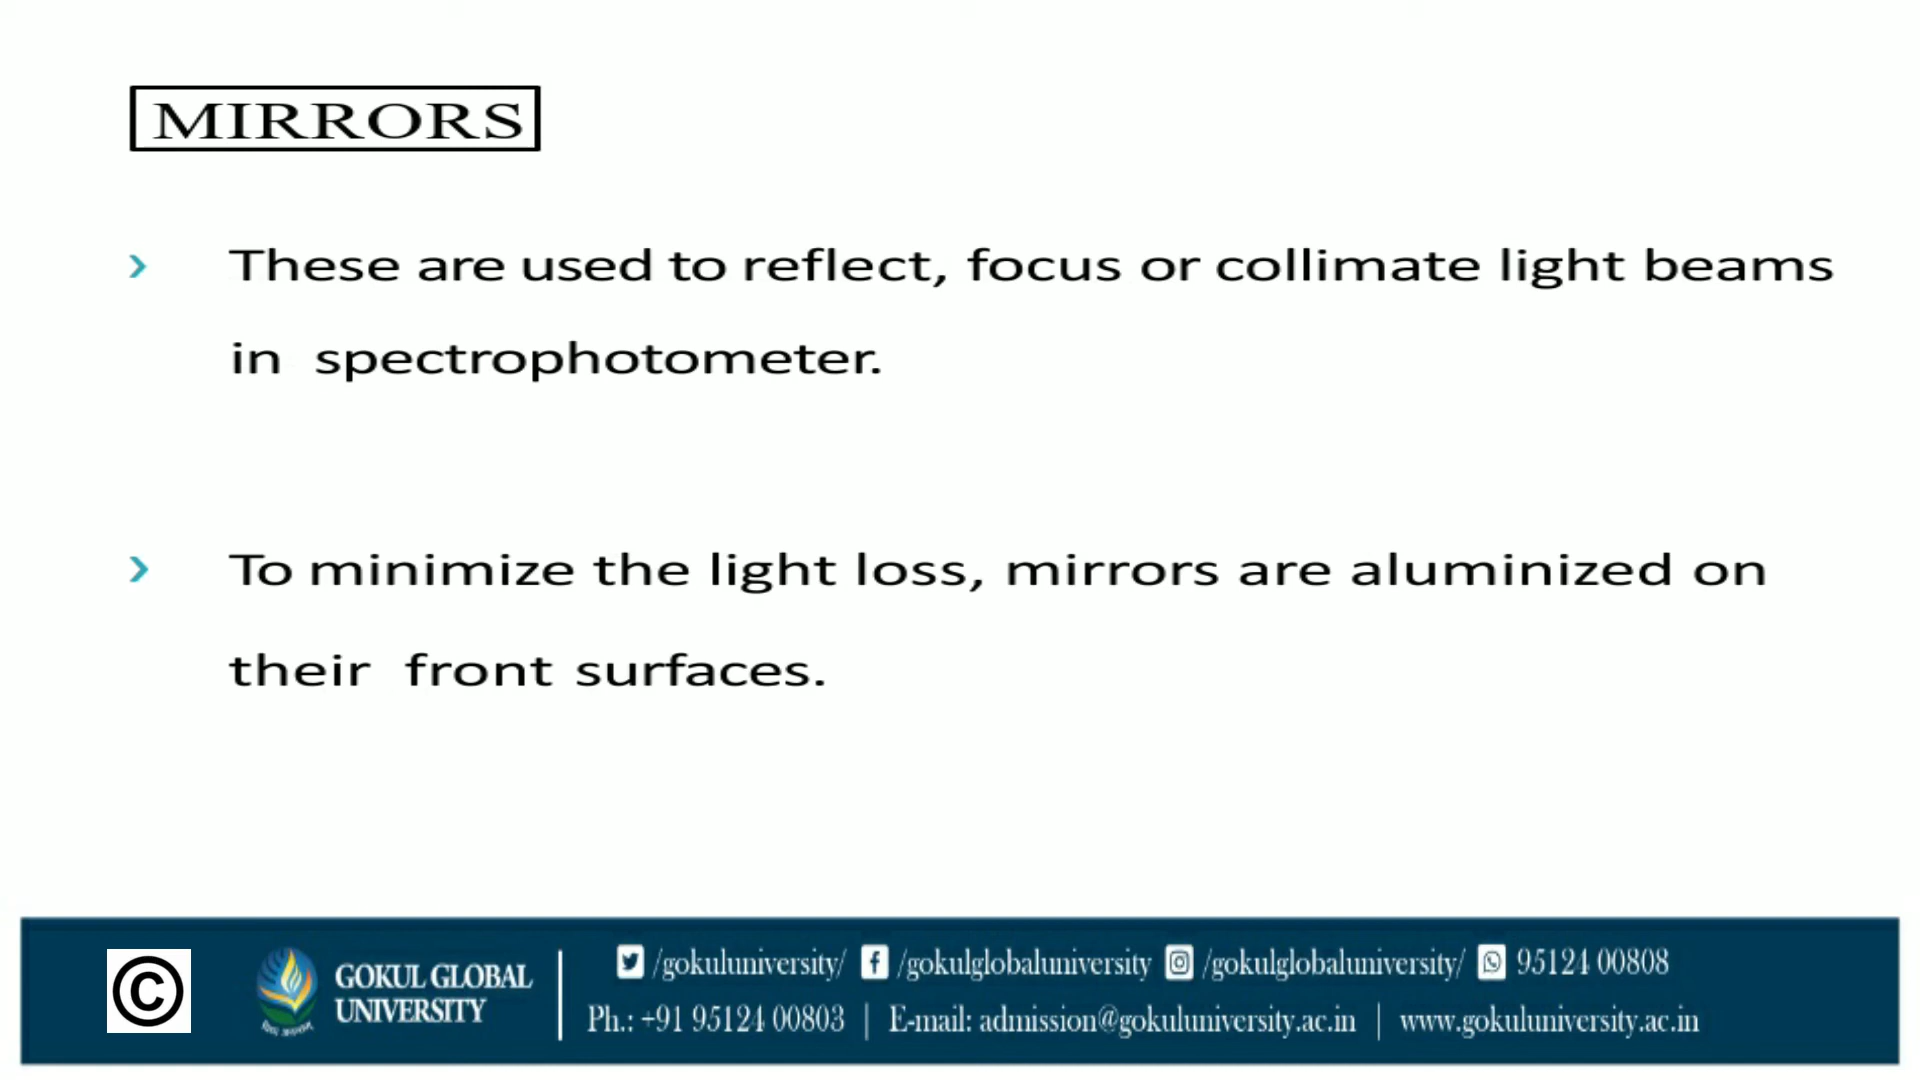 MIRRORS
› These are used to reflect, focus or collimate light beams
in spectrophotometer.
› To minimize the light loss, mirrors are aluminized on
their front surfaces.
©
GOKUL GLOBAL
UNIVERSITY
/gokuluniversity/ /gokulglobaluniversity /gokulglobaluniversity/ 95124 00808
Ph.: +91 95124 00803 | E-mail: admission@gokuluniversity.ac.in | www.gokuluniversity.ac.in